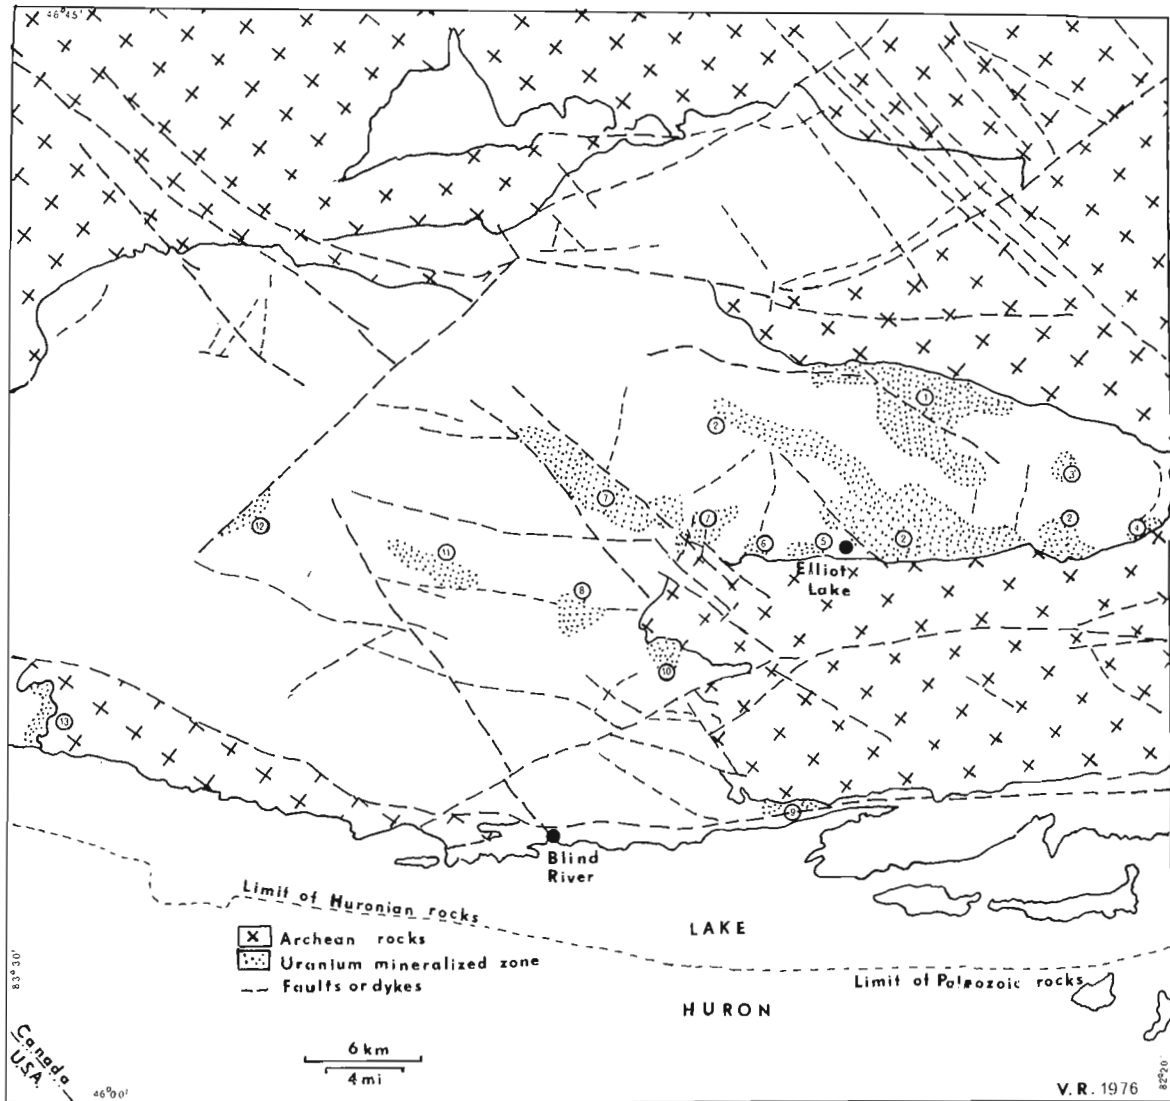 46°45'
1
2
3
7
2
4
12
7
6
5
2
Elliot
Lake
11
8
10
13
9
Blind
River
Limit of Huronian rocks
LAKE
X Archean rocks
Uranium mineralized zone
Faults or dykes
Limit of Palæozoic rocks
83°30'
HURON
Canada
U.S.A.
6 km
4 mi
46°00'
V.R. 1976
82°20'